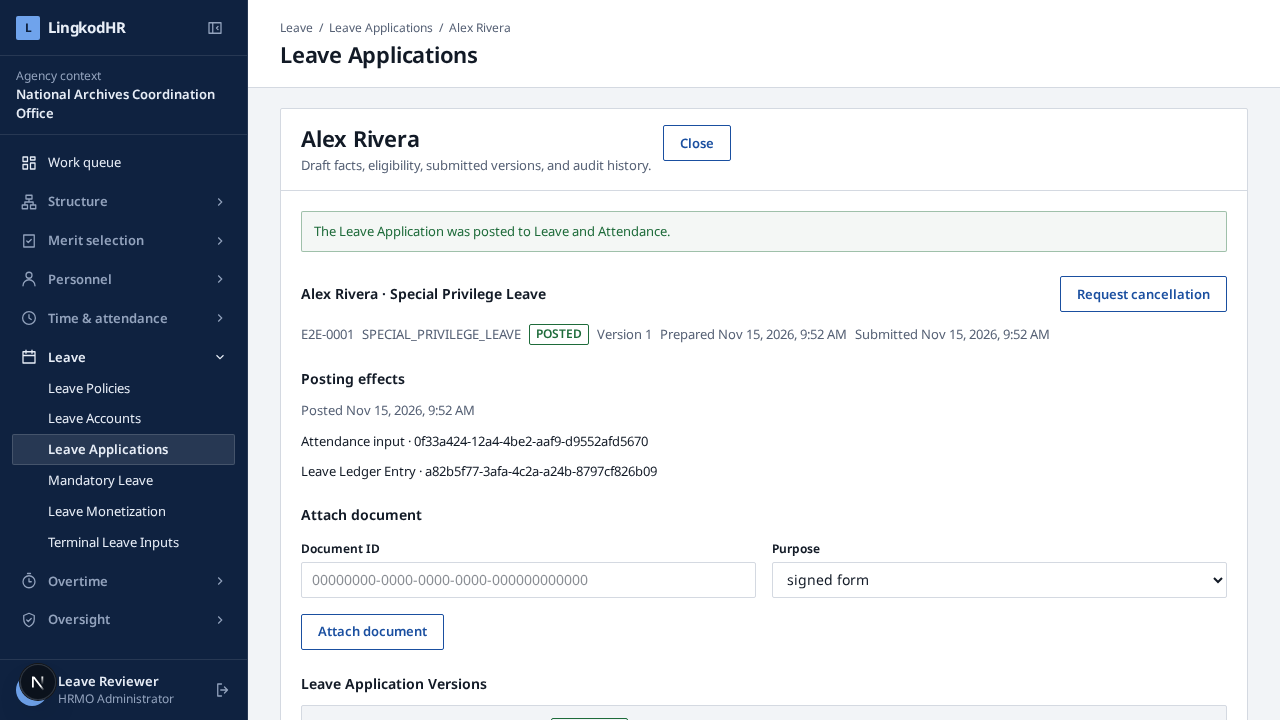 L
LingkodHR
Agency context
National Archives Coordination
Office
Work queue
Structure
Merit selection
Personnel
Time & attendance
Leave
Leave Policies
Leave Accounts
Leave Applications
Mandatory Leave
Leave Monetization
Terminal Leave Inputs
Overtime
Oversight
N
Leave Reviewer
HRMO Administrator
Leave / Leave Applications / Alex Rivera
Leave Applications
Alex Rivera
Draft facts, eligibility, submitted versions, and audit history.
Close
The Leave Application was posted to Leave and Attendance.
Alex Rivera · Special Privilege Leave
Request cancellation
E2E-0001 SPECIAL_PRIVILEGE_LEAVE POSTED Version 1 Prepared Nov 15, 2026, 9:52 AM Submitted Nov 15, 2026, 9:52 AM
Posting effects
Posted Nov 15, 2026, 9:52 AM
Attendance input · 0f33a424-12a4-4be2-aaf9-d9552afd5670
Leave Ledger Entry · a82b5f77-3afa-4c2a-a24b-8797cf826b09
Attach document
Document ID
Purpose
00000000-0000-0000-0000-000000000000
signed form
Attach document
Leave Application Versions